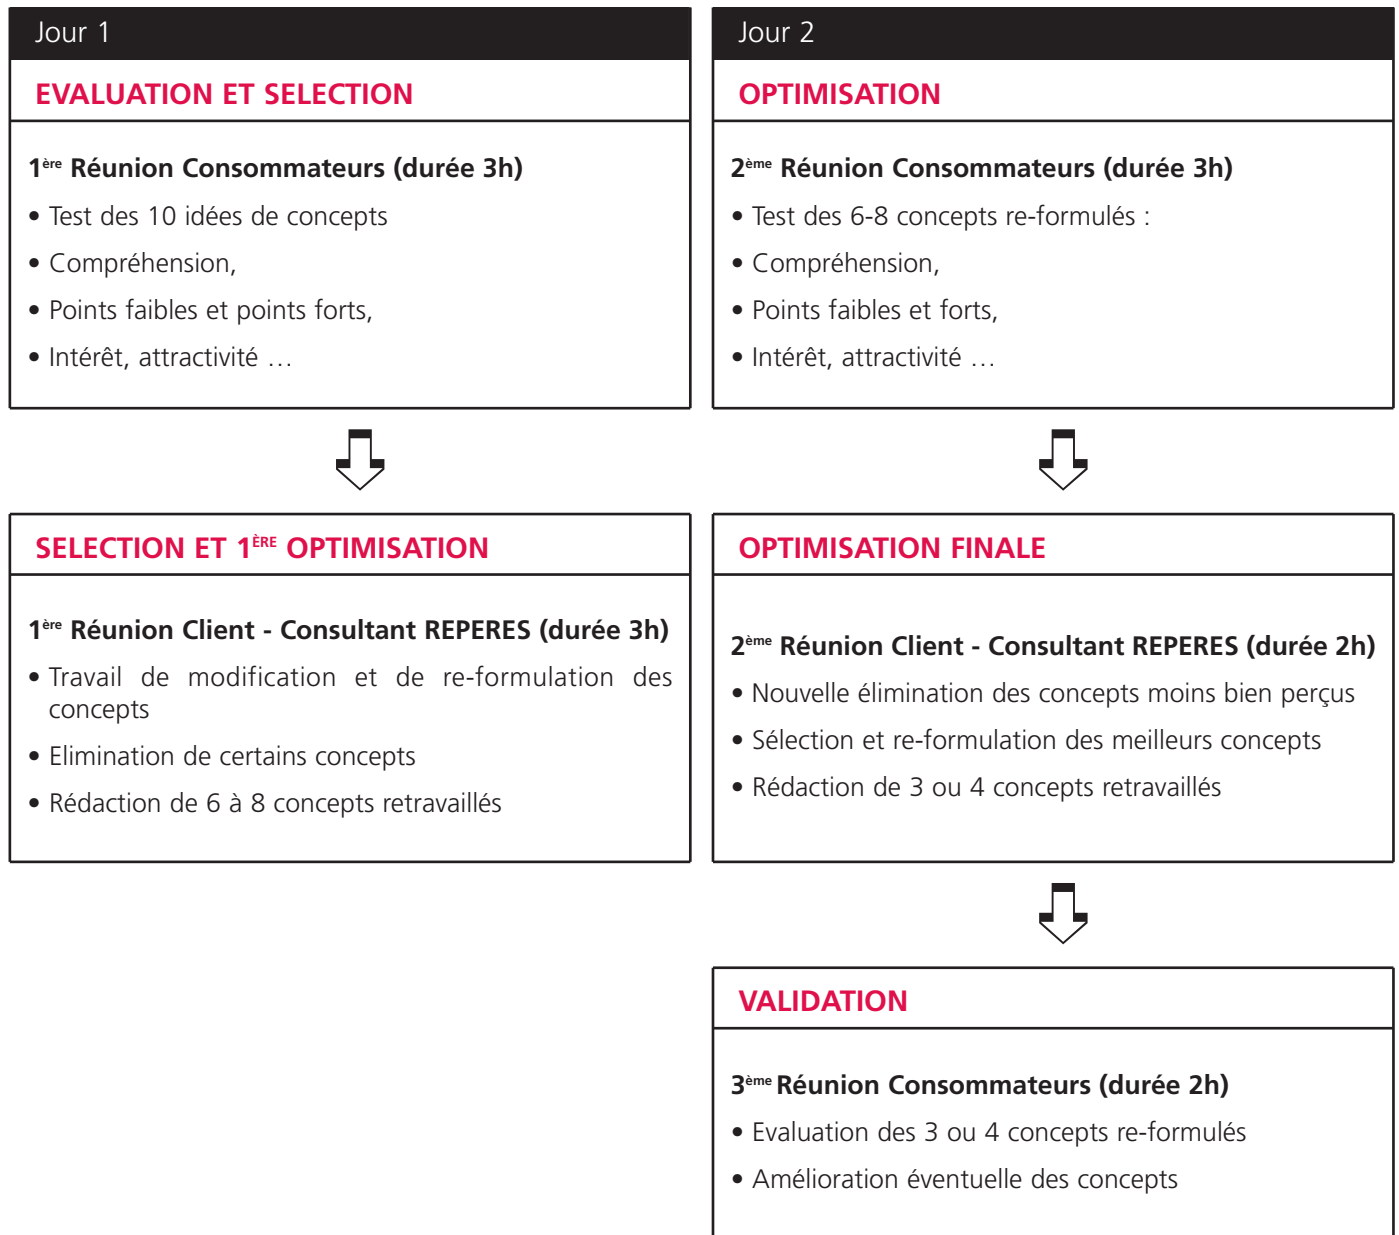 Jour 1
EVALUATION ET SELECTION
1ère Réunion Consommateurs (durée 3h)
• Test des 10 idées de concepts
• Compréhension,
• Points faibles et points forts,
• Intérêt, attractivité …
SELECTION ET 1ÈRE OPTIMISATION
1ère Réunion Client - Consultant REPERES (durée 3h)
• Travail de modification et de re-formulation des
concepts
• Elimination de certains concepts
• Rédaction de 6 à 8 concepts retravaillés
Jour 2
OPTIMISATION
2ème Réunion Consommateurs (durée 3h)
• Test des 6-8 concepts re-formulés :
• Compréhension,
• Points faibles et forts,
• Intérêt, attractivité …
OPTIMISATION FINALE
2ème Réunion Client - Consultant REPERES (durée 2h)
• Nouvelle élimination des concepts moins bien perçus
• Sélection et re-formulation des meilleurs concepts
• Rédaction de 3 ou 4 concepts retravaillés
VALIDATION
3ème Réunion Consommateurs (durée 2h)
• Evaluation des 3 ou 4 concepts re-formulés
• Amélioration éventuelle des concepts